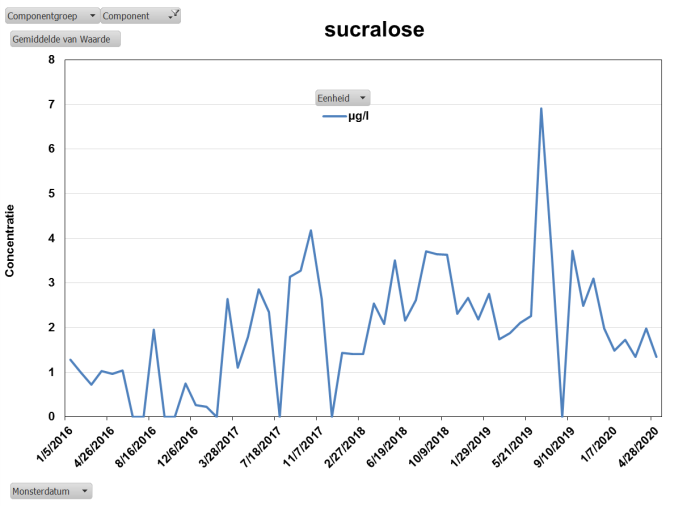 Componentgroep Component
sucralose
Gemiddelde van Waarde
Eenheid
µg/l
Concentratie
8
7
6
5
4
3
2
1
0
1/5/2016 4/26/2016 8/16/2016 12/6/2016 3/28/2017 7/18/2017 11/7/2017 2/27/2018 6/19/2018 10/9/2018 1/29/2019 5/21/2019 9/10/2019 1/7/2020 4/28/2020
Monsterdatum